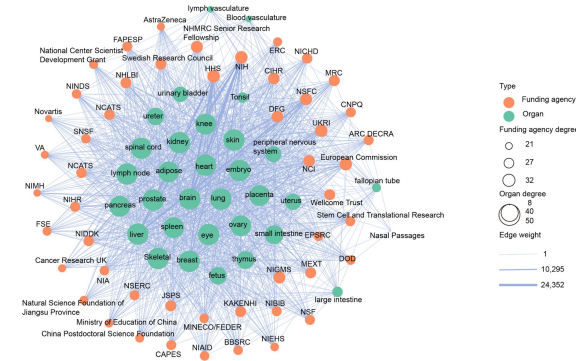 lymph vasculature
Blood vasculature
AstraZeneca
NHMRC Senior Research
Fellowship
FAPESP
ERC
National Center Scientist
Development Grant
Swedish Research Council
NIH
NICHD
HHS
CIHR
MRC
NHLBI
NINDS
urinary bladder
Tonsil
NSFC
CNPQ
NCATS
ureter
DFG
Novartis
knee
UKRI
SNSF
kidney
skin
peripheral nervous
system
ARC DECRA
spinal cord
VA
NCATS
lymph node
adipose
heart
embryo
NCI
European Commission
fallopian tube
NIMH
NIHR
pancreas
prostate
brain
lung
placenta
uterus
Wellcome Trust
Stem Cell and Translational Research
FSE
NIDDK
liver
spleen
eye
ovary
small intestine
EPSRC
Nasal Passages
Cancer Research UK
Skeletal
breast
thymus
DOD
NIA
fetus
NIGMS
MEXT
NSERC
large intestine
Natural Science Foundation of
Jiangsu Province
JSPS
KAKENHI
NIBIB
NSF
Ministry of Education of China
MINECO/FEDER
China Postdoctoral Science Foundation
CAPES
NIAID
BBSRC
NIEHS
Type
Funding agency
Organ
Funding agency degree
21
27
32
Organ degree
8
40
50
Edge weight
1
10,295
24,352